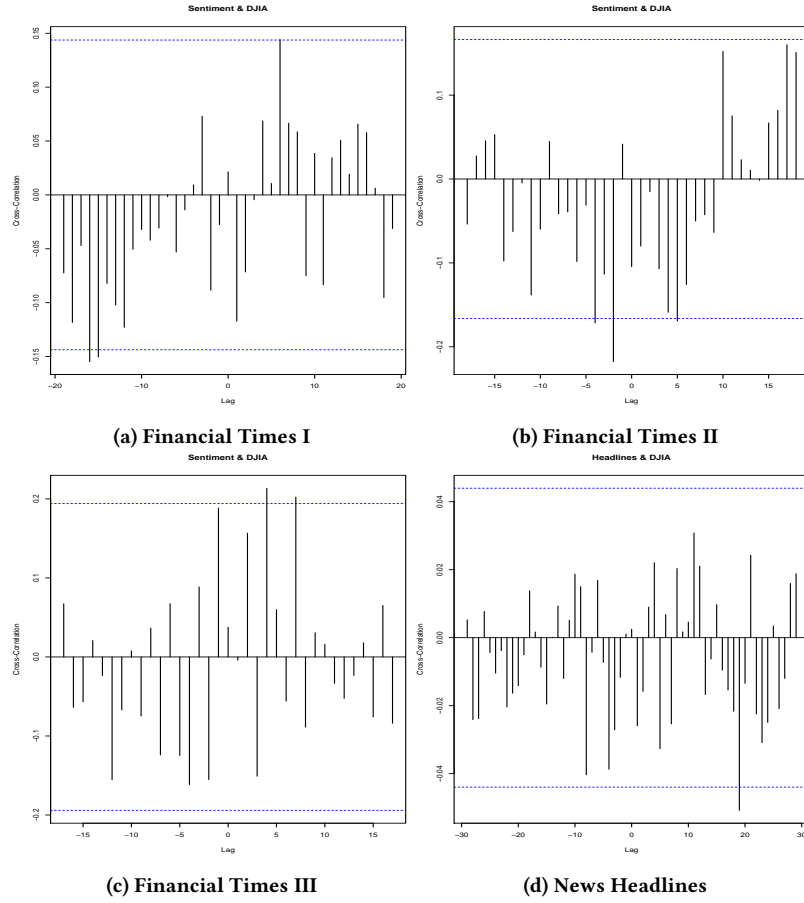 Sentiment & DJIA
Cross−Correlation
0.15
0.10
0.05
0.00
−0.05
−0.10
−0.15
−20 −10 0 10 20
Lag
(a) Financial Times I
Sentiment & DJIA
Cross−Correlation
0.1
0.0
−0.1
−0.2
−15 −10 −5 0 5 10 15
Lag
(b) Financial Times II
Sentiment & DJIA
Cross−Correlation
0.2
0.1
0.0
−0.1
−0.2
−15 −10 −5 0 5 10 15
Lag
(c) Financial Times III
Headlines & DJIA
Cross−Correlation
0.04
0.02
0.00
−0.02
−0.04
−30 −20 −10 0 10 20 30
Lag
(d) News Headlines